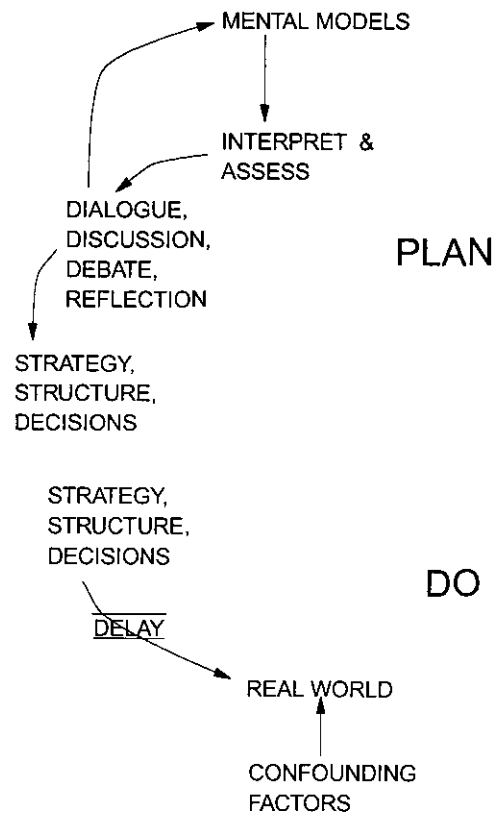 MENTAL MODELS
INTERPRET &
ASSESS
DIALOGUE,
DISCUSSION,
DEBATE,
REFLECTION
PLAN
STRATEGY,
STRUCTURE,
DECISIONS
STRATEGY,
STRUCTURE,
DECISIONS
DO
DELAY
REAL WORLD
CONFOUNDING
FACTORS